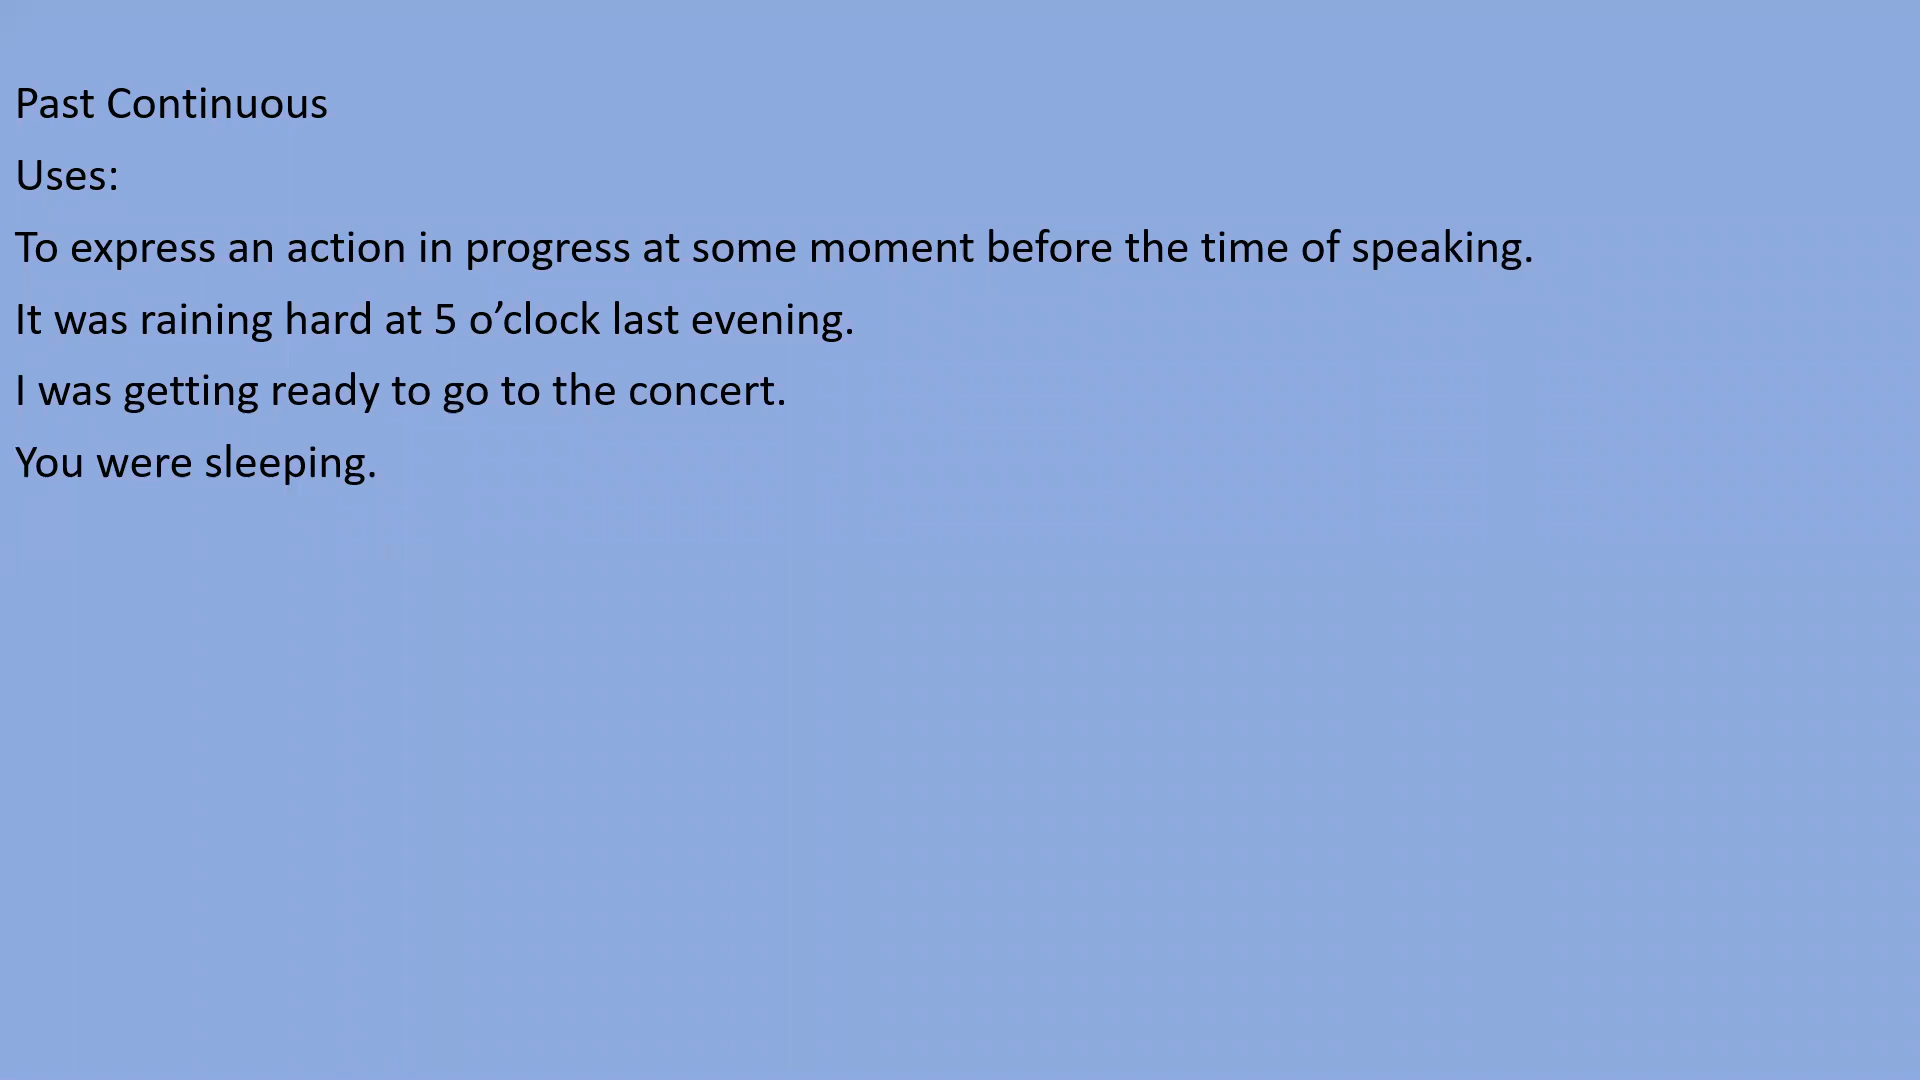 Past Continuous
Uses:
To express an action in progress at some moment before the time of speaking.
It was raining hard at 5 o’clock last evening.
I was getting ready to go to the concert.
You were sleeping.